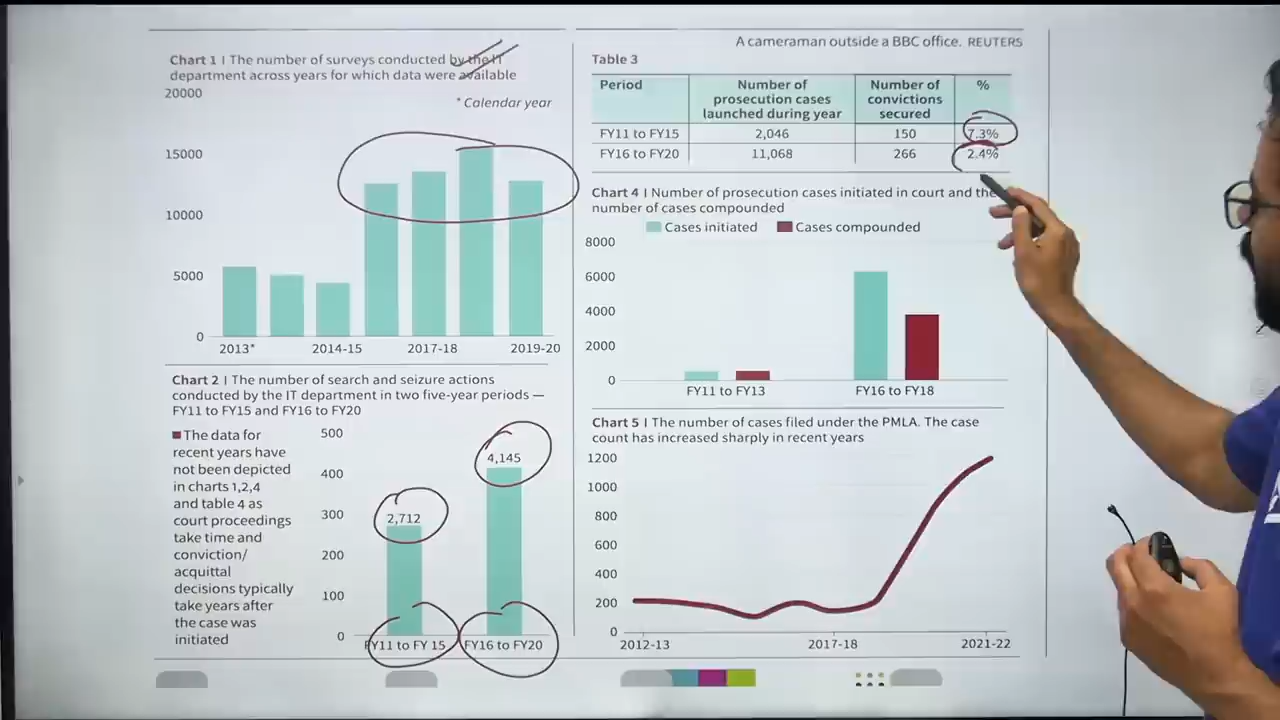 Chart 1 I The number of surveys conducted by the IT
department across years for which data were available
20000
* Calendar year
15000
10000
5000
0
2013*
2014-15
2017-18
2019-20
Chart 2 I The number of search and seizure actions
conducted by the IT department in two five-year periods —
FY11 to FY15 and FY16 to FY20
The data for
recent years have
not been depicted
in charts 1,2,4
and table 4 as
court proceedings
take time and
conviction/
acquittal
decisions typically
take years after
the case was
initiated
500
400
300
200
100
0
2,712
4,145
FY11 to FY 15
FY16 to FY20
A cameraman outside a BBC office. REUTERS
Table 3
Period
Number of
prosecution cases
launched during year
Number of
convictions
secured
%
FY11 to FY15 2,046 150 7.3%
FY16 to FY20 11,068 266 2.4%
Chart 4 I Number of prosecution cases initiated in court and the
number of cases compounded
Cases initiated Cases compounded
8000
6000
4000
2000
0
FY11 to FY13
FY16 to FY18
Chart 5 I The number of cases filed under the PMLA. The case
count has increased sharply in recent years
1200
1000
800
600
400
200
0
2012-13
2017-18
2021-22